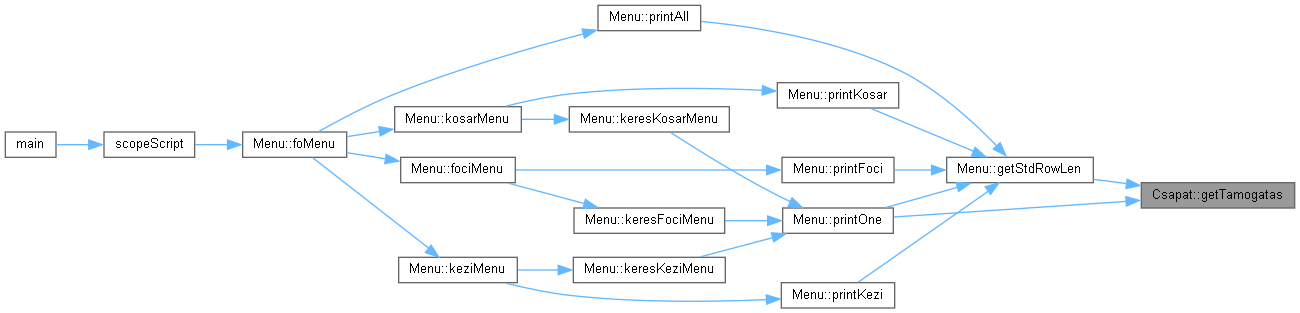 Menu::printAll
Menu::printKosar
Menu::kosarMenu
Menu::keresKosarMenu
main
scopeScript
Menu::foMenu
Menu::fociMenu
Menu::printFoci
Menu::getStdRowLen
Csapat::getTamogatas
Menu::keresFociMenu
Menu::printOne
Menu::keziMenu
Menu::keresKeziMenu
Menu::printKezi